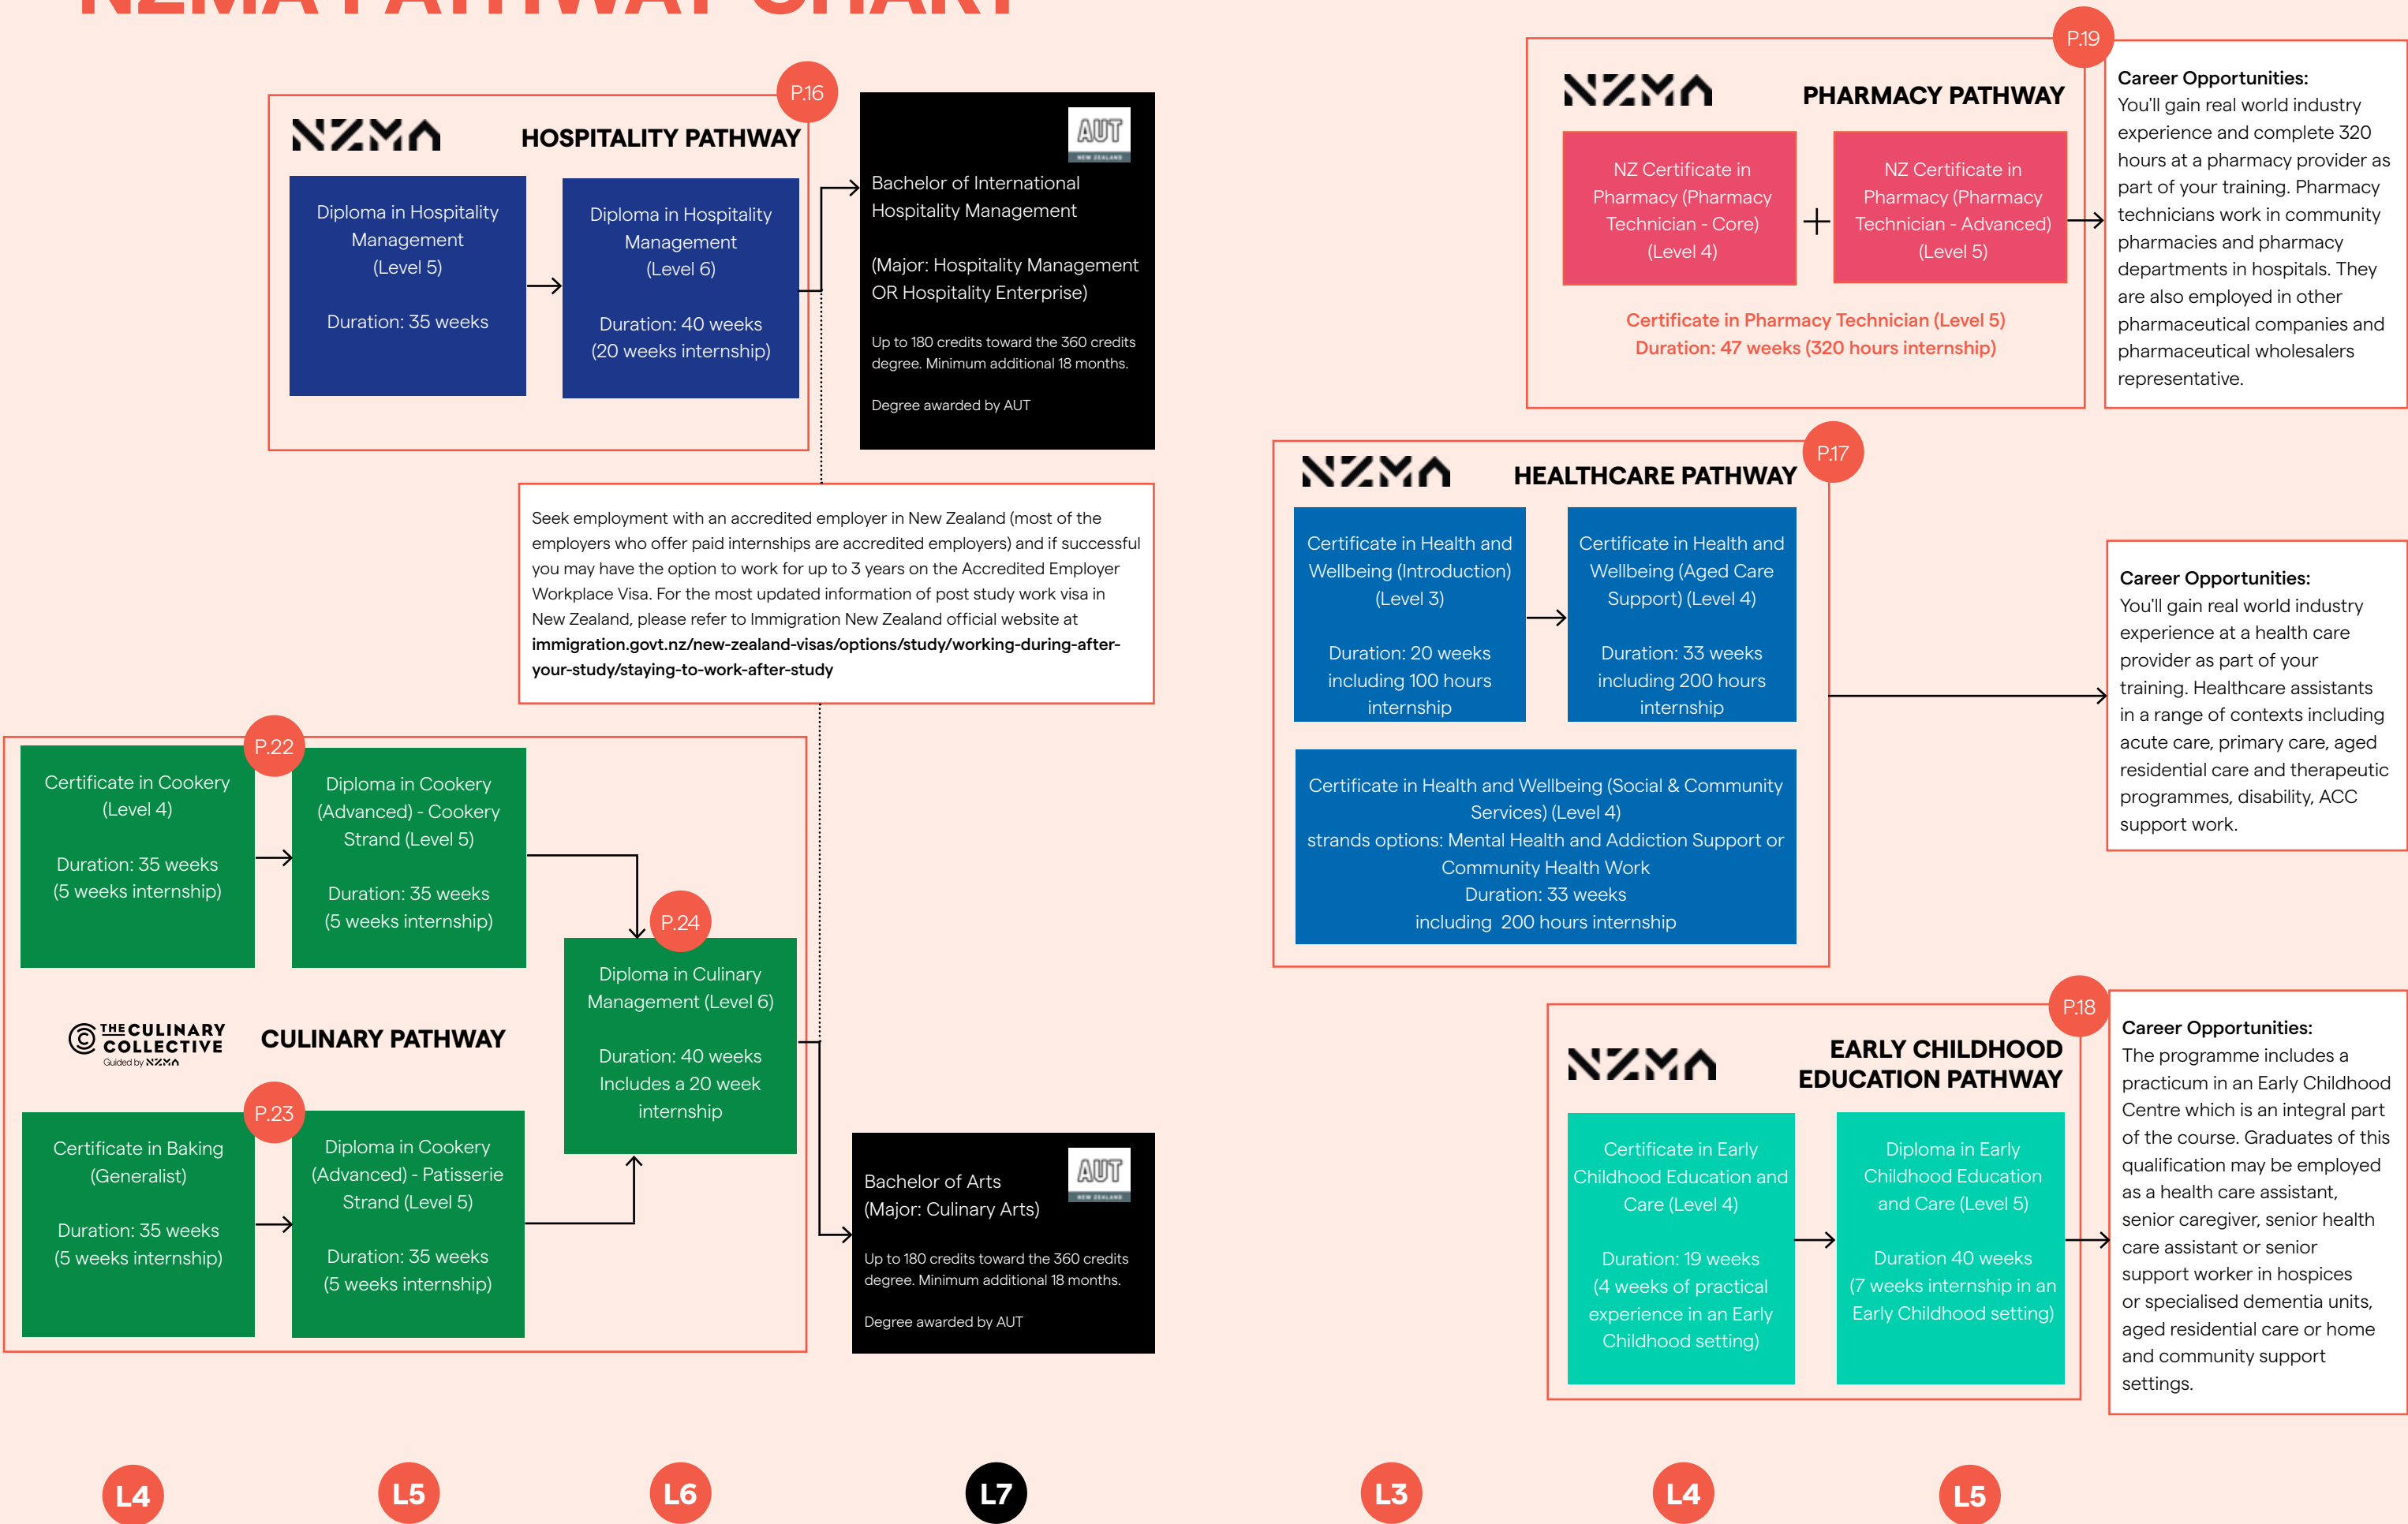 NZMA PATHWAY CHART
P.16
NZMA
HOSPITALITY PATHWAY
Diploma in Hospitality
Management
(Level 5)
Duration: 35 weeks
Diploma in Hospitality
Management
(Level 6)
Duration: 40 weeks
(20 weeks internship)
AUT
NEW ZEALAND
Bachelor of International
Hospitality Management
(Major: Hospitality Management
OR Hospitality Enterprise)
Up to 180 credits toward the 360 credits
degree. Minimum additional 18 months.
Degree awarded by AUT
Seek employment with an accredited employer in New Zealand (most of the
employers who offer paid internships are accredited employers) and if successful
you may have the option to work for up to 3 years on the Accredited Employer
Workplace Visa. For the most updated information of post study work visa in
New Zealand, please refer to Immigration New Zealand official website at
immigration.govt.nz/new-zealand-visas/options/study/working-during-after-
your-study/staying-to-work-after-study
P.22
Certificate in Cookery
(Level 4)
Duration: 35 weeks
(5 weeks internship)
Diploma in Cookery
(Advanced) - Cookery
Strand (Level 5)
Duration: 35 weeks
(5 weeks internship)
P.24
Diploma in Culinary
Management (Level 6)
Duration: 40 weeks
Includes a 20 week
internship
THE CULINARY
COLLECTIVE
Guided by NZMA
CULINARY PATHWAY
P.23
Certificate in Baking
(Generalist)
Duration: 35 weeks
(5 weeks internship)
Diploma in Cookery
(Advanced) - Patisserie
Strand (Level 5)
Duration: 35 weeks
(5 weeks internship)
AUT
NEW ZEALAND
Bachelor of Arts
(Major: Culinary Arts)
Up to 180 credits toward the 360 credits
degree. Minimum additional 18 months.
Degree awarded by AUT
L4
L5
L6
L7
P.19
NZMA
PHARMACY PATHWAY
NZ Certificate in
Pharmacy (Pharmacy
Technician - Core)
(Level 4)
+
NZ Certificate in
Pharmacy (Pharmacy
Technician - Advanced)
(Level 5)
Certificate in Pharmacy Technician (Level 5)
Duration: 47 weeks (320 hours internship)
Career Opportunities:
You'll gain real world industry
experience and complete 320
hours at a pharmacy provider as
part of your training. Pharmacy
technicians work in community
pharmacies and pharmacy
departments in hospitals. They
are also employed in other
pharmaceutical companies and
pharmaceutical wholesalers
representative.
P.17
NZMA
HEALTHCARE PATHWAY
Certificate in Health and
Wellbeing (Introduction)
(Level 3)
Duration: 20 weeks
including 100 hours
internship
Certificate in Health and
Wellbeing (Aged Care
Support) (Level 4)
Duration: 33 weeks
including 200 hours
internship
Certificate in Health and Wellbeing (Social & Community
Services) (Level 4)
strands options: Mental Health and Addiction Support or
Community Health Work
Duration: 33 weeks
including 200 hours internship
Career Opportunities:
You'll gain real world industry
experience at a health care
provider as part of your
training. Healthcare assistants
in a range of contexts including
acute care, primary care, aged
residential care and therapeutic
programmes, disability, ACC
support work.
P.18
NZMA
EARLY CHILDHOOD
EDUCATION PATHWAY
Certificate in Early
Childhood Education and
Care (Level 4)
Duration: 19 weeks
(4 weeks of practical
experience in an Early
Childhood setting)
Diploma in Early
Childhood Education
and Care (Level 5)
Duration 40 weeks
(7 weeks internship in an
Early Childhood setting)
Career Opportunities:
The programme includes a
practicum in an Early Childhood
Centre which is an integral part
of the course. Graduates of this
qualification may be employed
as a health care assistant,
senior caregiver, senior health
care assistant or senior
support worker in hospices
or specialised dementia units,
aged residential care or home
and community support
settings.
L3
L4
L5